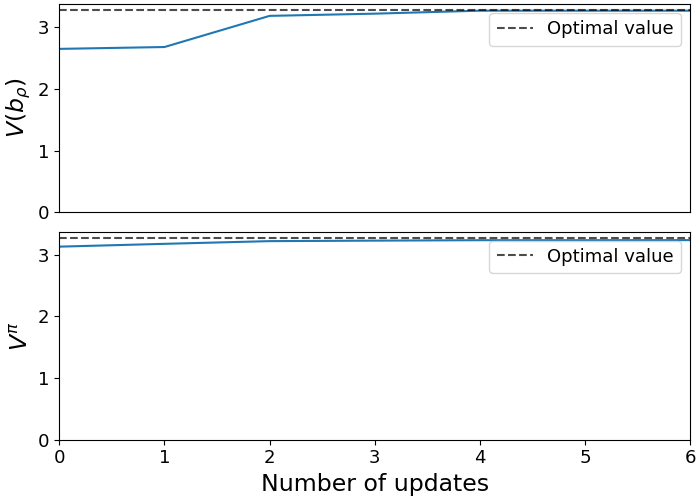 3
2
1
0
V(b_ρ)
Optimal value
3
2
1
0
V^π
Optimal value
0 1 2 3 4 5 6
Number of updates